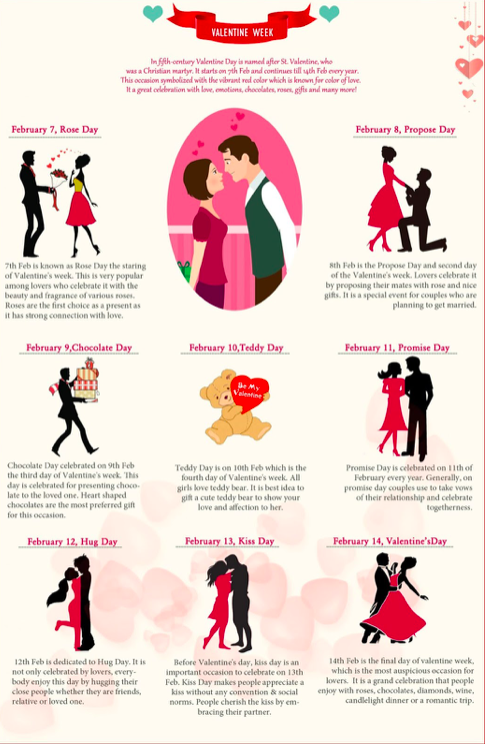 VALENTINE WEEK
In fifth-century Valentine Day is named after St. Valentine, who
was a Christian martyr. It starts on 7th Feb and continues till 14th Feb every year.
This occasion symbolized with the vibrant red color which is known for color of love.
It a great celebration with love, emotions, chocolates, roses, gifts and many more!
February 7, Rose Day
7th Feb is known as Rose Day the staring
of Valentine's week. This is very popular
among lovers who celebrate it with the
beauty and fragrance of various roses.
Roses are the first choice as a present as
it has strong connection with love.
February 8, Propose Day
8th Feb is the Propose Day and second day
of the Valentine's week. Lovers celebrate it
by proposing their mates with rose and nice
gifts. It is a special event for couples who are
planning to get married.
February 9,Chocolate Day
Chocolate Day celebrated on 9th Feb
the third day of Valentine's week. This
day is celebrated for presenting choco-
late to the loved one. Heart shaped
chocolates are the most preferred gift
for this occasion.
February 10,Teddy Day
Be My
Valentine
Teddy Day is on 10th Feb which is the
fourth day of Valentine's week. All
girls love teddy bear. It is best idea to
gift a cute teddy bear to show your
love and affection to her.
February 11, Promise Day
Promise Day is celebrated on 11th of
February every year. Generally, on
promise day couples use to take vows
of their relationship and celebrate
togetherness.
February 12, Hug Day
12th Feb is dedicated to Hug Day. It is
not only celebrated by lovers, every-
body enjoy this day by hugging their
close people whether they are friends,
relative or loved one.
February 13, Kiss Day
Before Valentine's day, kiss day is an
important occasion to celebrate on 13th
Feb. Kiss Day makes people appreciate a
kiss without any convention & social
norms. People cherish the kiss by em-
bracing their partner.
February 14, Valentine'sDay
14th Feb is the final day of valentine week,
which is the most auspicious occasion for
lovers. It is a grand celebration that people
enjoy with roses, chocolates, diamonds, wine,
candlelight dinner or a romantic trip.